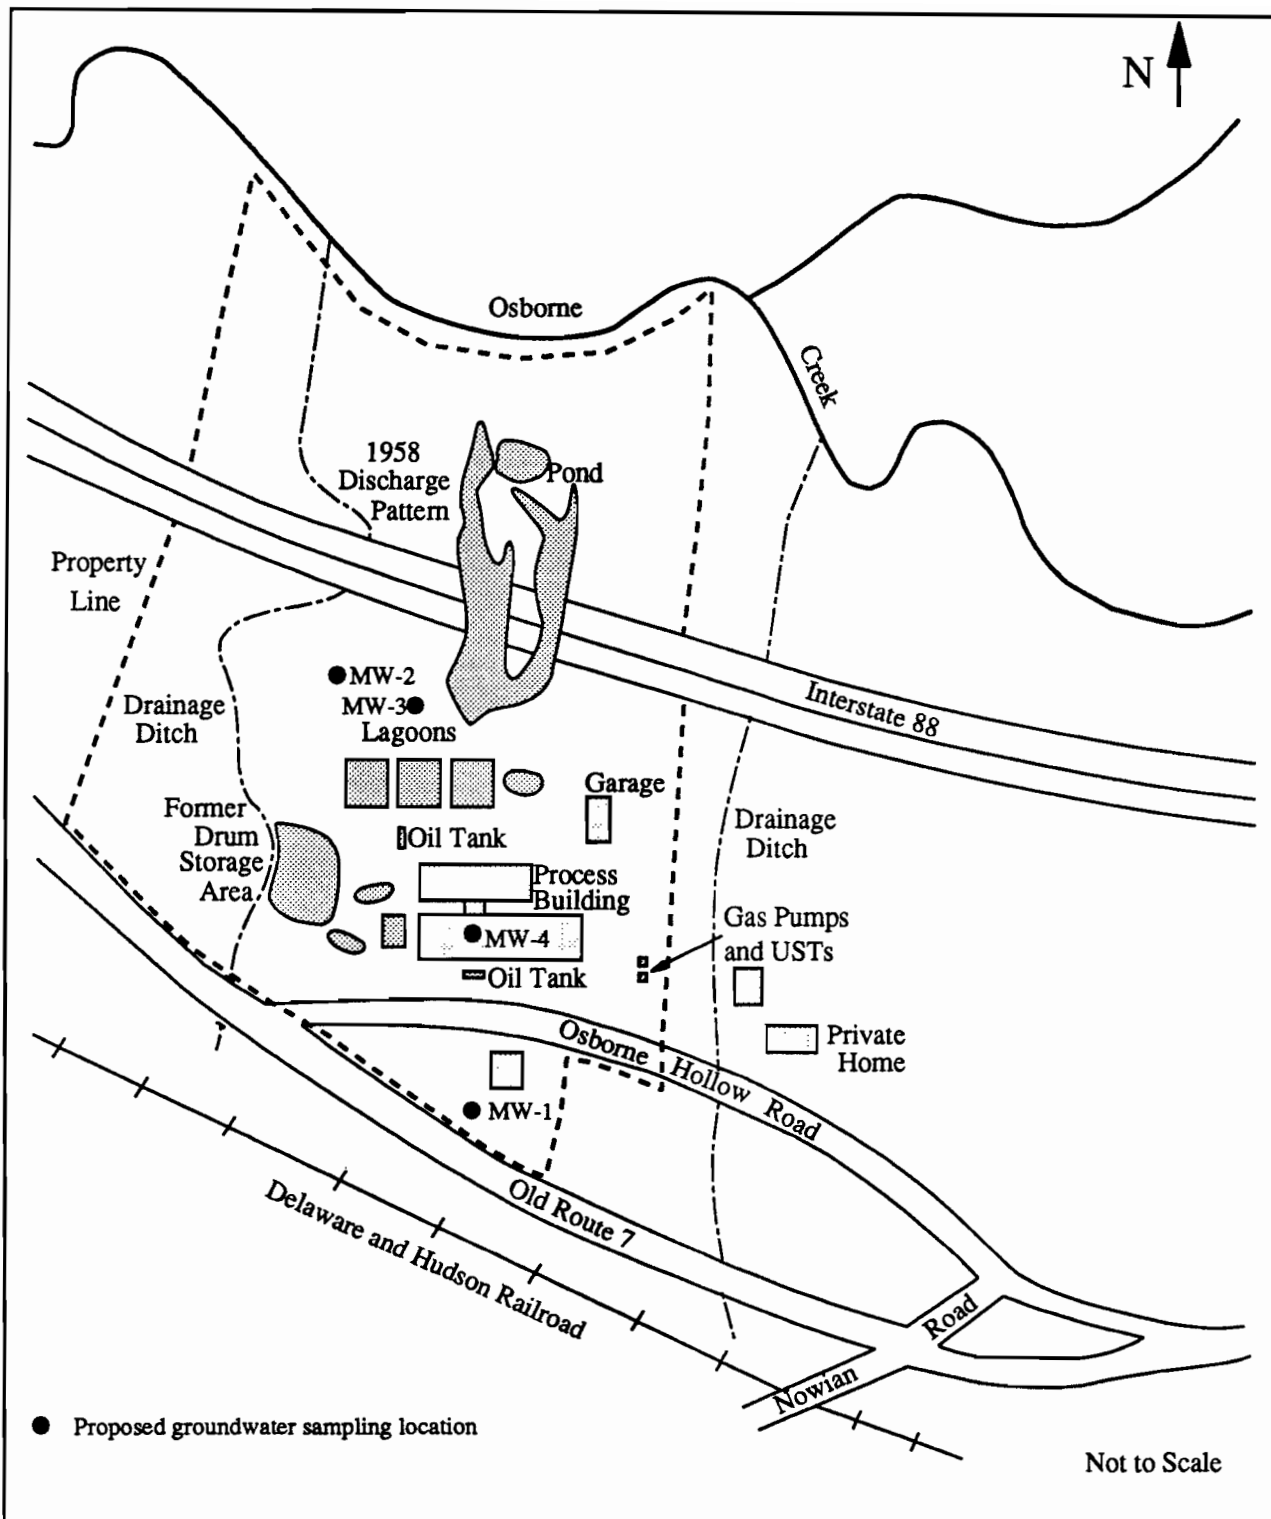 N
Osborne
Creek
1958
Discharge
Pattern
Pond
Property
Line
MW-2
MW-3
Lagoons
Interstate 88
Drainage
Ditch
Garage
Former
Drum
Storage
Area
Oil Tank
Drainage
Ditch
Process
Building
Gas Pumps
and USTs
MW-4
Oil Tank
Osborne Hollow Road
Private
Home
MW-1
Old Route 7
Delaware and Hudson Railroad
Nowian Road
Proposed groundwater sampling location
Not to Scale